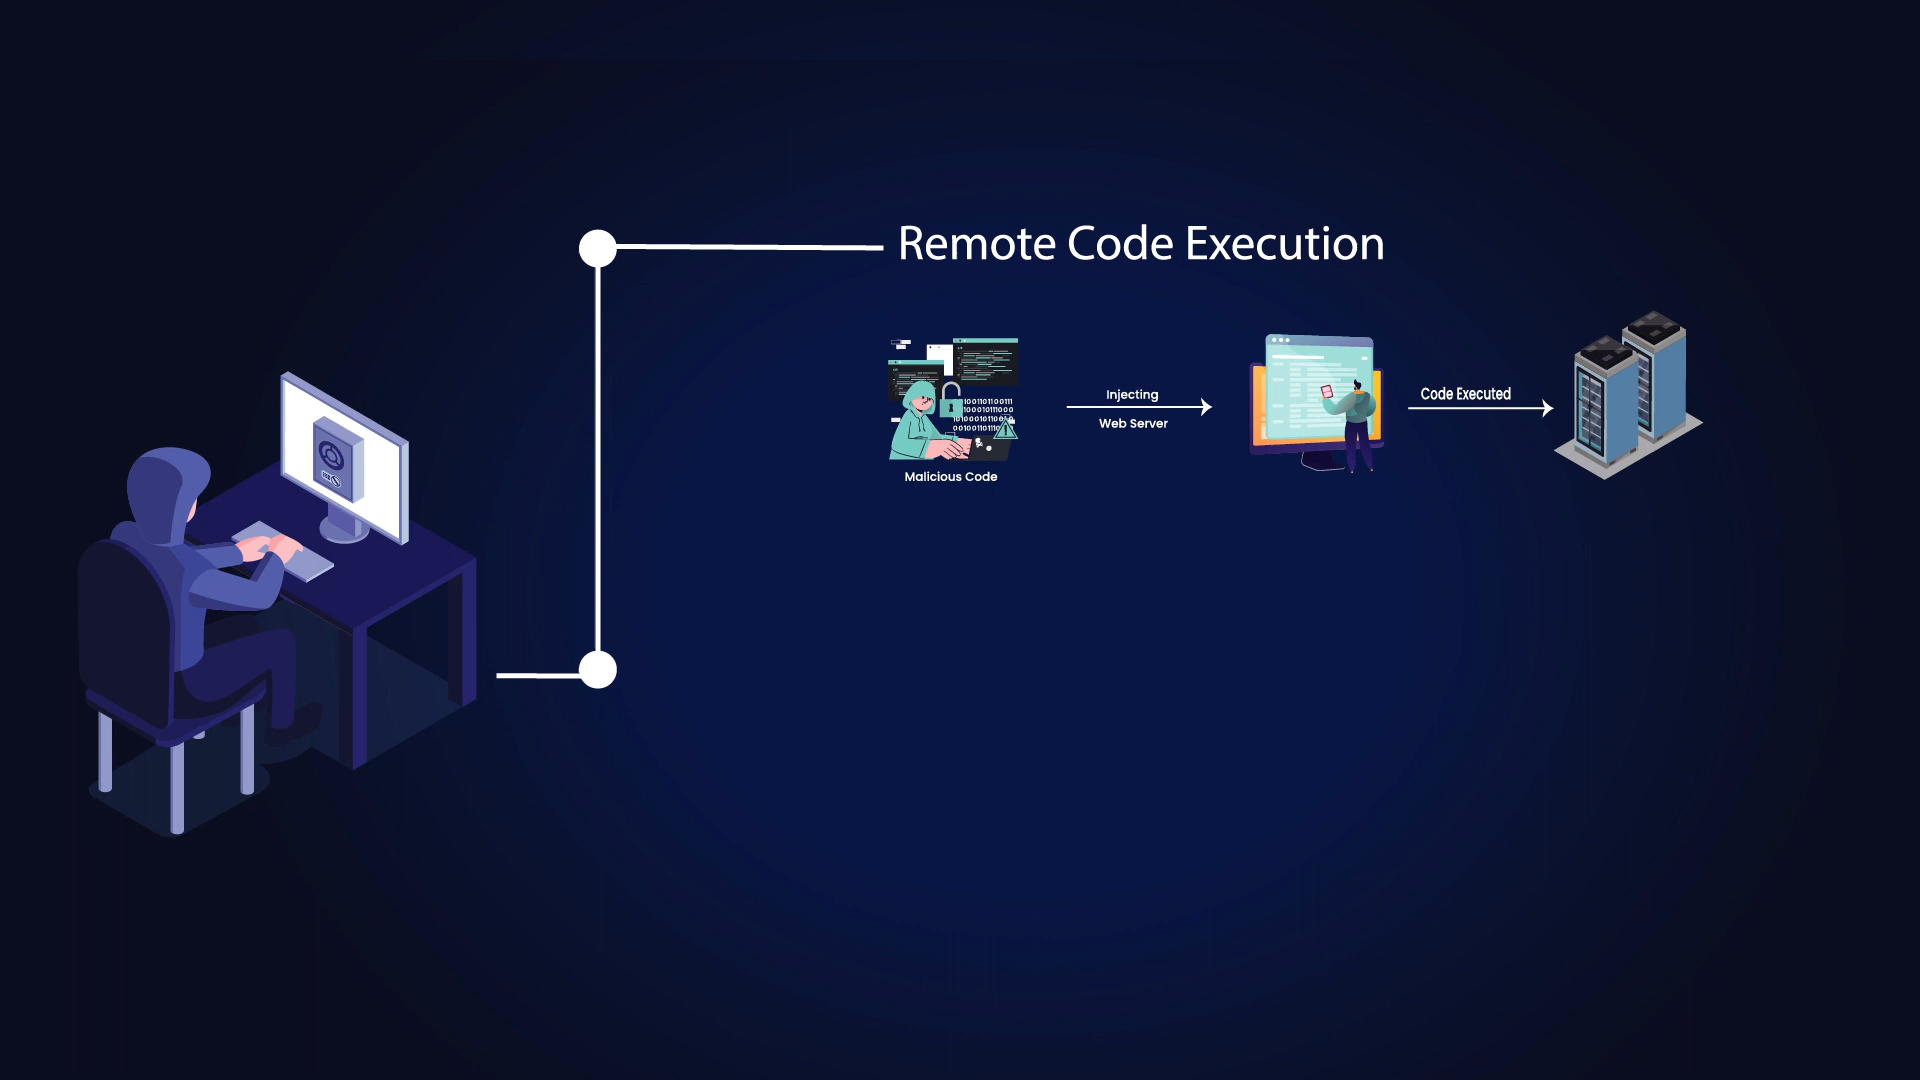 Remote Code Execution
Injecting
Web Server
Code Executed
Malicious Code